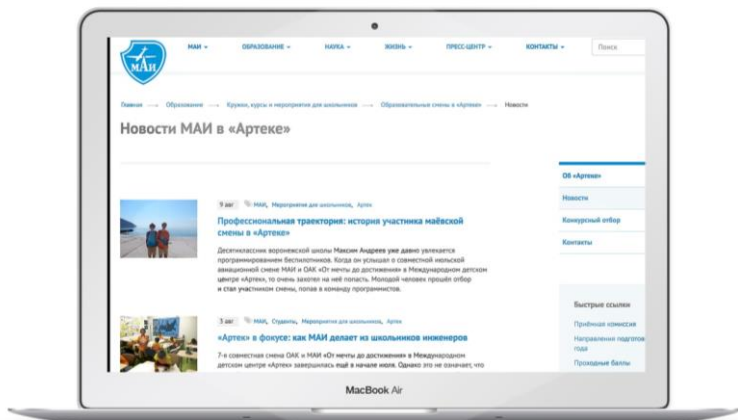 МАИ
МАИ ОБРАЗОВАНИЕ НАУКА ЖИЗНЬ ПРЕСС-ЦЕНТР КОНТАКТЫ Поиск
Главная → Образование → Кружки, курсы и мероприятия для школьников → Образовательные смены в «Артеке» → Новости
Новости МАИ в «Артеке»
Об «Артеке»
Новости
Конкурсный отбор
Контакты
9 авг МАИ, Мероприятия для школьников, Артек
Профессиональная траектория: история участника маёвской
смены в «Артеке»
Десятиклассник воронежской школы Максим Андреев уже давно увлекается
программированием беспилотников. Когда он услышал о совместной июльской
авиационной смене МАИ и ОАК «От мечты до достижения» в Международном детском
центре «Артек», то очень захотел на неё попасть. Молодой человек прошёл отбор
и стал участником смены, попав в команду программистов.
Быстрые ссылки
Приёмная комиссия
Направления подготов
года
Проходные баллы
3 авг МАИ, Студенты, Мероприятия для школьников, Артек
«Артек» в фокусе: как МАИ делает из школьников инженеров
7-я совместная смена ОАК и МАИ «От мечты до достижения» в Международном
детском центре «Артек» завершилась ещё в начале июля. Однако это не означает, что
MacBook Air